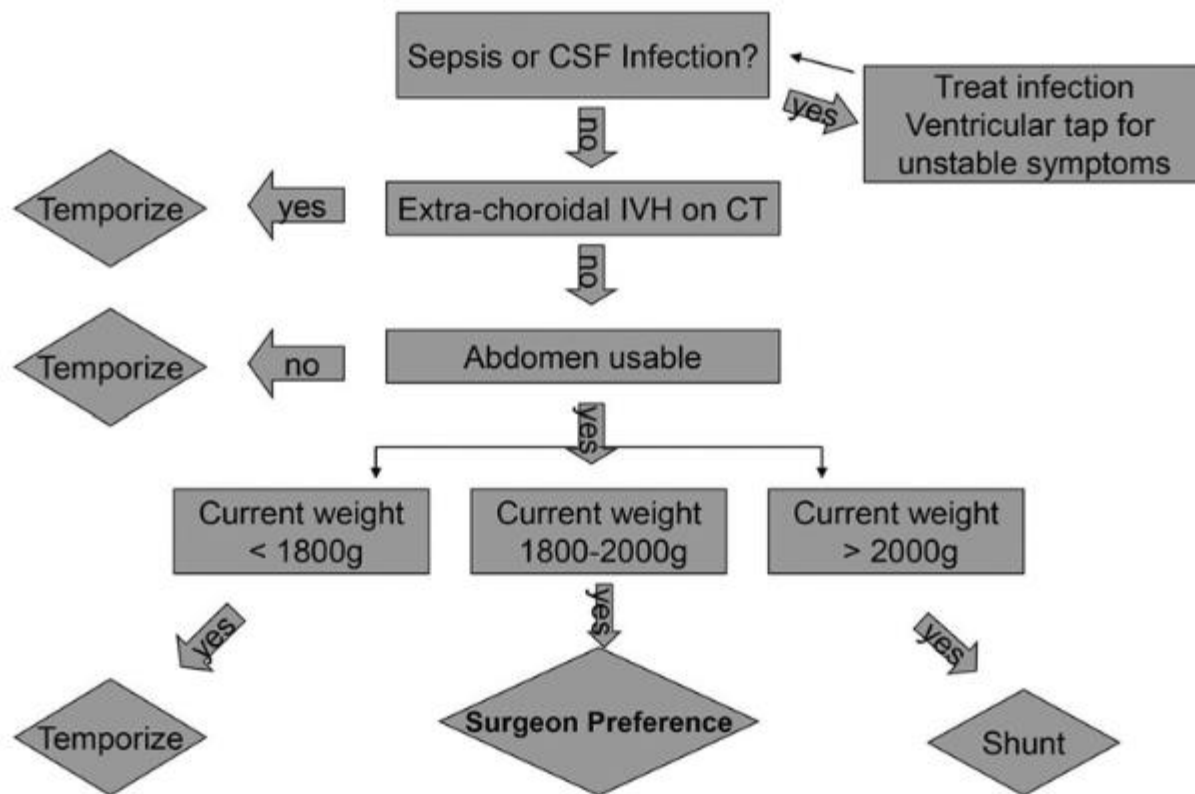 Sepsis or CSF Infection?
yes
Treat infection
Ventricular tap for
unstable symptoms
no
Temporize
yes
Extra-choroidal IVH on CT
no
Temporize
no
Abdomen usable
yes
Current weight
< 1800g
Current weight
1800-2000g
Current weight
> 2000g
yes
yes
yes
Temporize
Surgeon Preference
Shunt